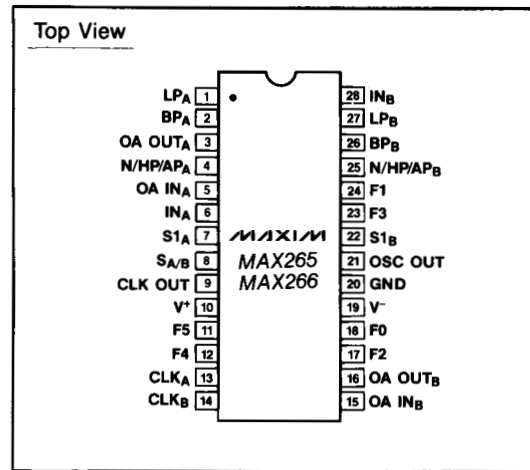 Top View
LPA 1
BPA 2
OA OUTA 3
N/HP/APA 4
OA INA 5
INA 6
S1A 7
SA/B 8
CLK OUT 9
V+ 10
F5 11
F4 12
CLKA 13
CLKB 14
MAXIM
MAX265
MAX266
28 INB
27 LPB
26 BPB
25 N/HP/APB
24 F1
23 F3
22 S1B
21 OSC OUT
20 GND
19 V−
18 F0
17 F2
16 OA OUTB
15 OA INB